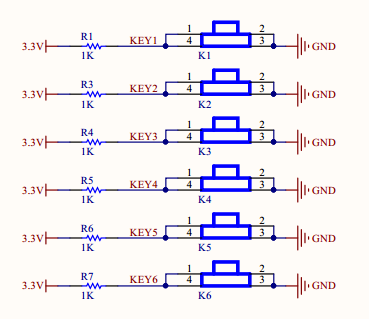 R1 KEY1 1 2
3.3V 4 3 GND
1K K1
R3 KEY2 1 2
3.3V 4 3 GND
1K K2
R4 KEY3 1 2
3.3V 4 3 GND
1K K3
R5 KEY4 1 2
3.3V 4 3 GND
1K K4
R6 KEY5 1 2
3.3V 4 3 GND
1K K5
R7 KEY6 1 2
3.3V 4 3 GND
1K K6